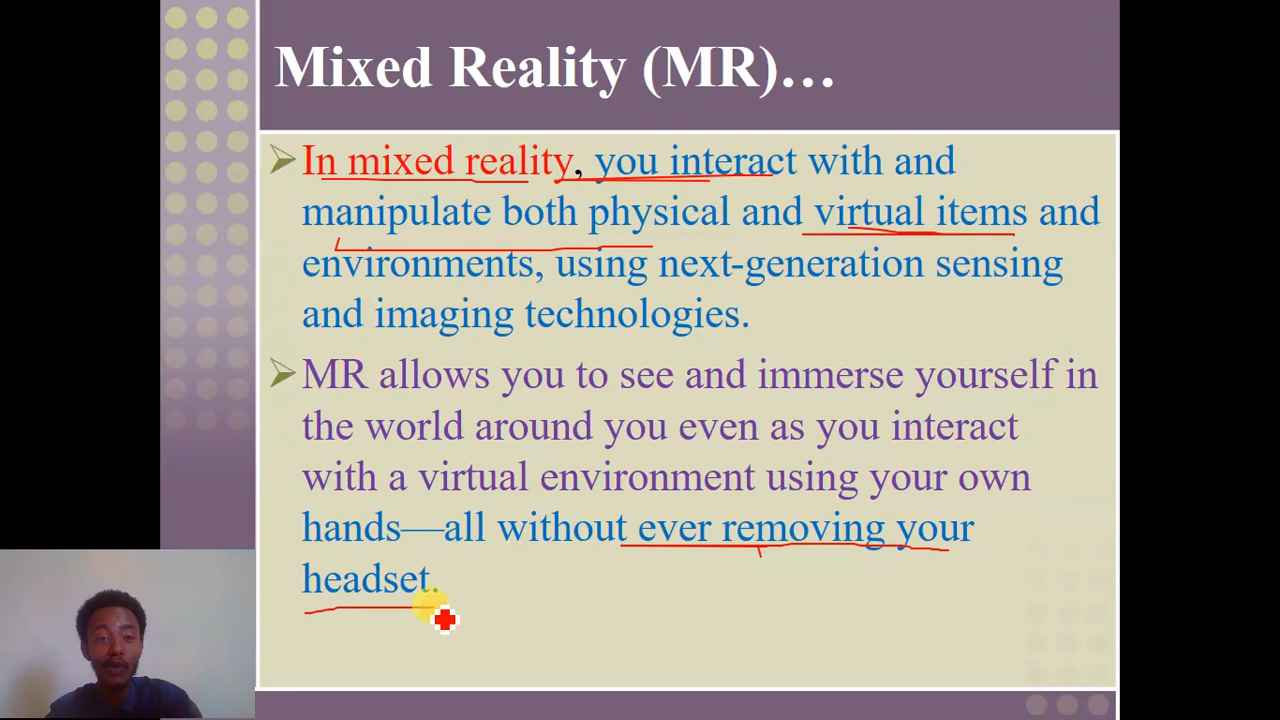 Mixed Reality (MR)…
In mixed reality, you interact with and
manipulate both physical and virtual items and
environments, using next-generation sensing
and imaging technologies.
MR allows you to see and immerse yourself in
the world around you even as you interact
with a virtual environment using your own
hands—all without ever removing your
headset.